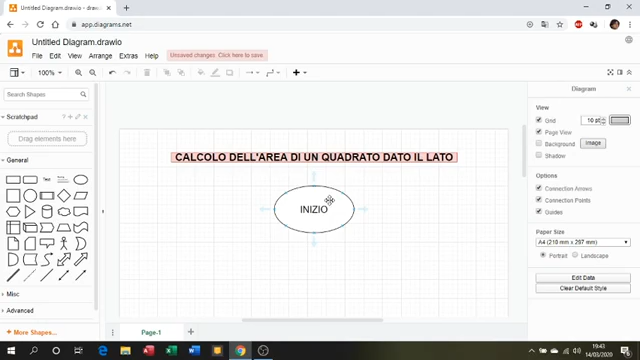 Untitled Diagram.drawio - draw
app.diagrams.net
Untitled Diagram.drawio
File Edit View Arrange Extras Help
Unsaved changes. Click here to save.
100%
Search Shapes
Scratchpad
Drag elements here
General
Text
Misc
Advanced
+ More Shapes...
CALCOLO DELL'AREA DI UN QUADRATO DATO IL LATO
INIZIO
Diagram
View
Grid 10 pt
Page View
Background Image
Shadow
Options
Connection Arrows
Connection Points
Guides
Paper Size
A4 (210 mm x 297 mm)
Portrait Landscape
Edit Data
Clear Default Style
Page-1
19:43
14/03/2020